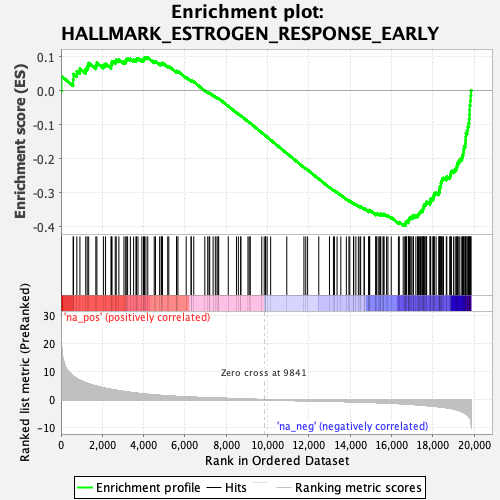 Enrichment plot:
HALLMARK_ESTROGEN_RESPONSE_EARLY
Enrichment score (ES)
0.1
0.0
-0.1
-0.2
-0.3
-0.4
Ranked list metric (PreRanked)
'na_pos' (positively correlated)
30
20
10
0
-10
Zero cross at 9841
'na_neg' (negatively correlated)
0
2,000
4,000
6,000
8,000
10,000
12,000
14,000
16,000
18,000
20,000
Rank in Ordered Dataset
Enrichment profile
Hits
Ranking metric scores